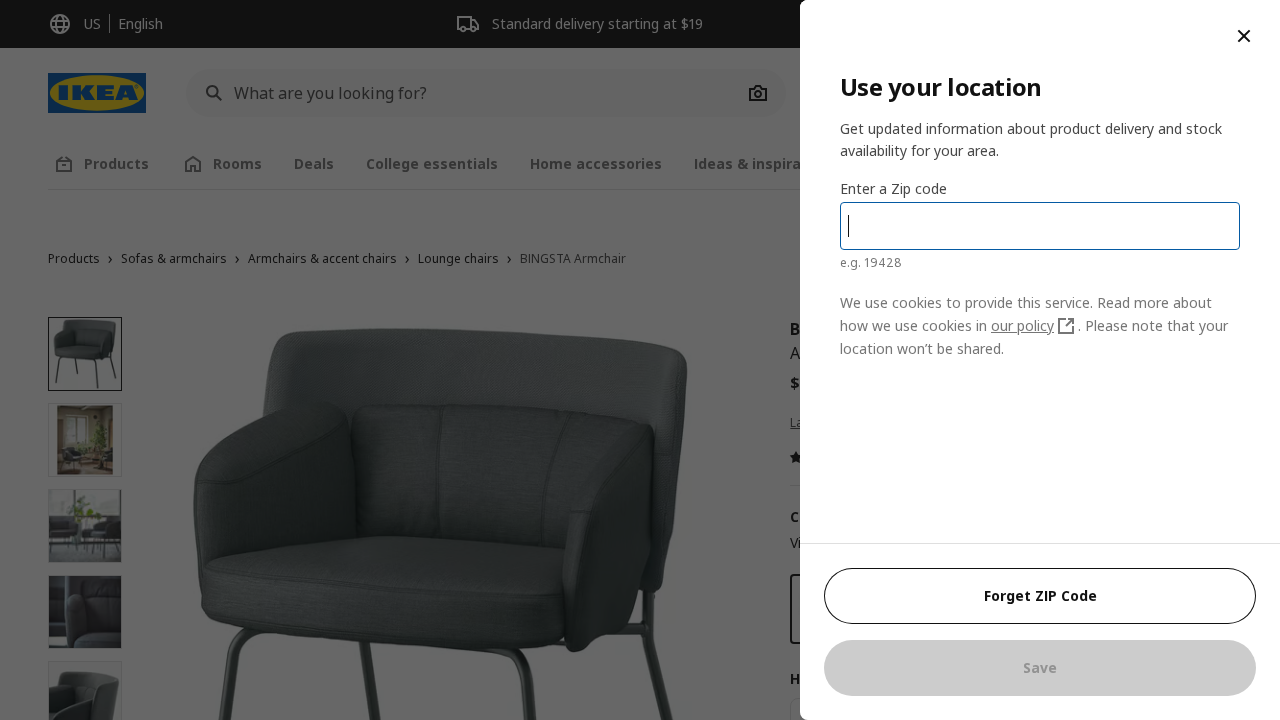 US
English
Standard delivery starting at $19
IKEA
What are you looking for?
Products
Rooms
Deals
College essentials
Home accessories
Ideas & inspira
Products › Sofas & armchairs › Armchairs & accent chairs › Lounge chairs › BINGSTA Armchair
B
A
$
La
C
Vi
H
Use your location
Get updated information about product delivery and stock
availability for your area.
Enter a Zip code
e.g. 19428
We use cookies to provide this service. Read more about
how we use cookies in our policy . Please note that your
location won’t be shared.
Forget ZIP Code
Save